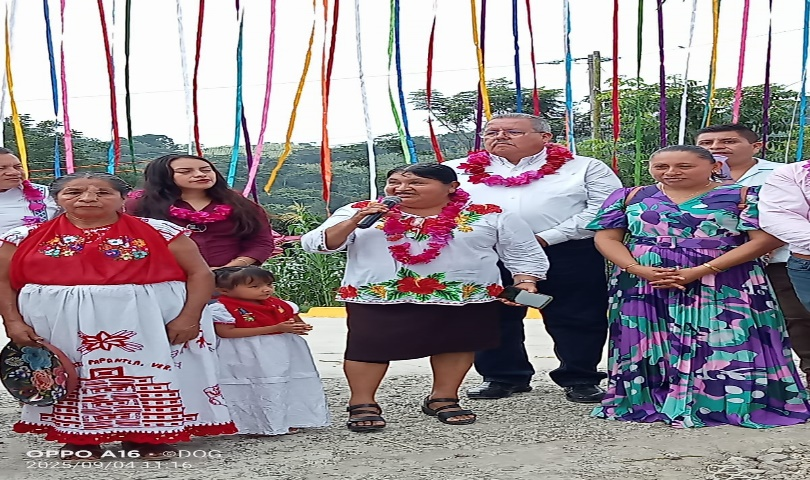 PAPANTLA VER.
OPPO A16 · ©DOG
2025/09/04 11:16